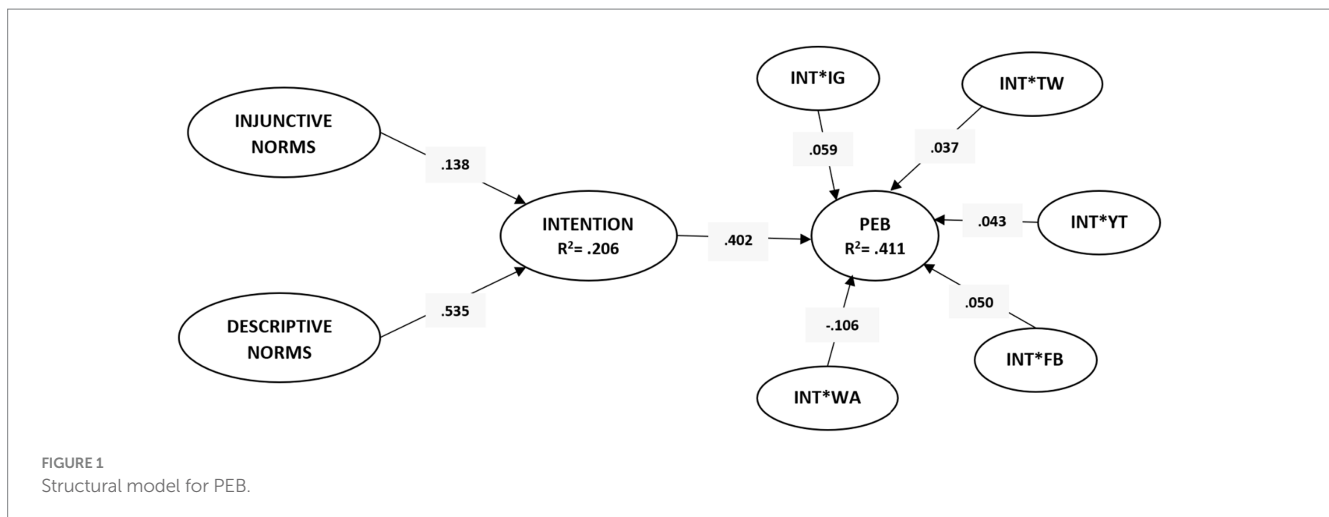 INT*IG
INT*TW
INJUNCTIVE
NORMS
.138
.059
.037
INTENTION
R²= .206
.402
PEB
R²= .411
.043
INT*YT
DESCRIPTIVE
NORMS
.535
-.106
.050
INT*FB
INT*WA
FIGURE 1
Structural model for PEB.